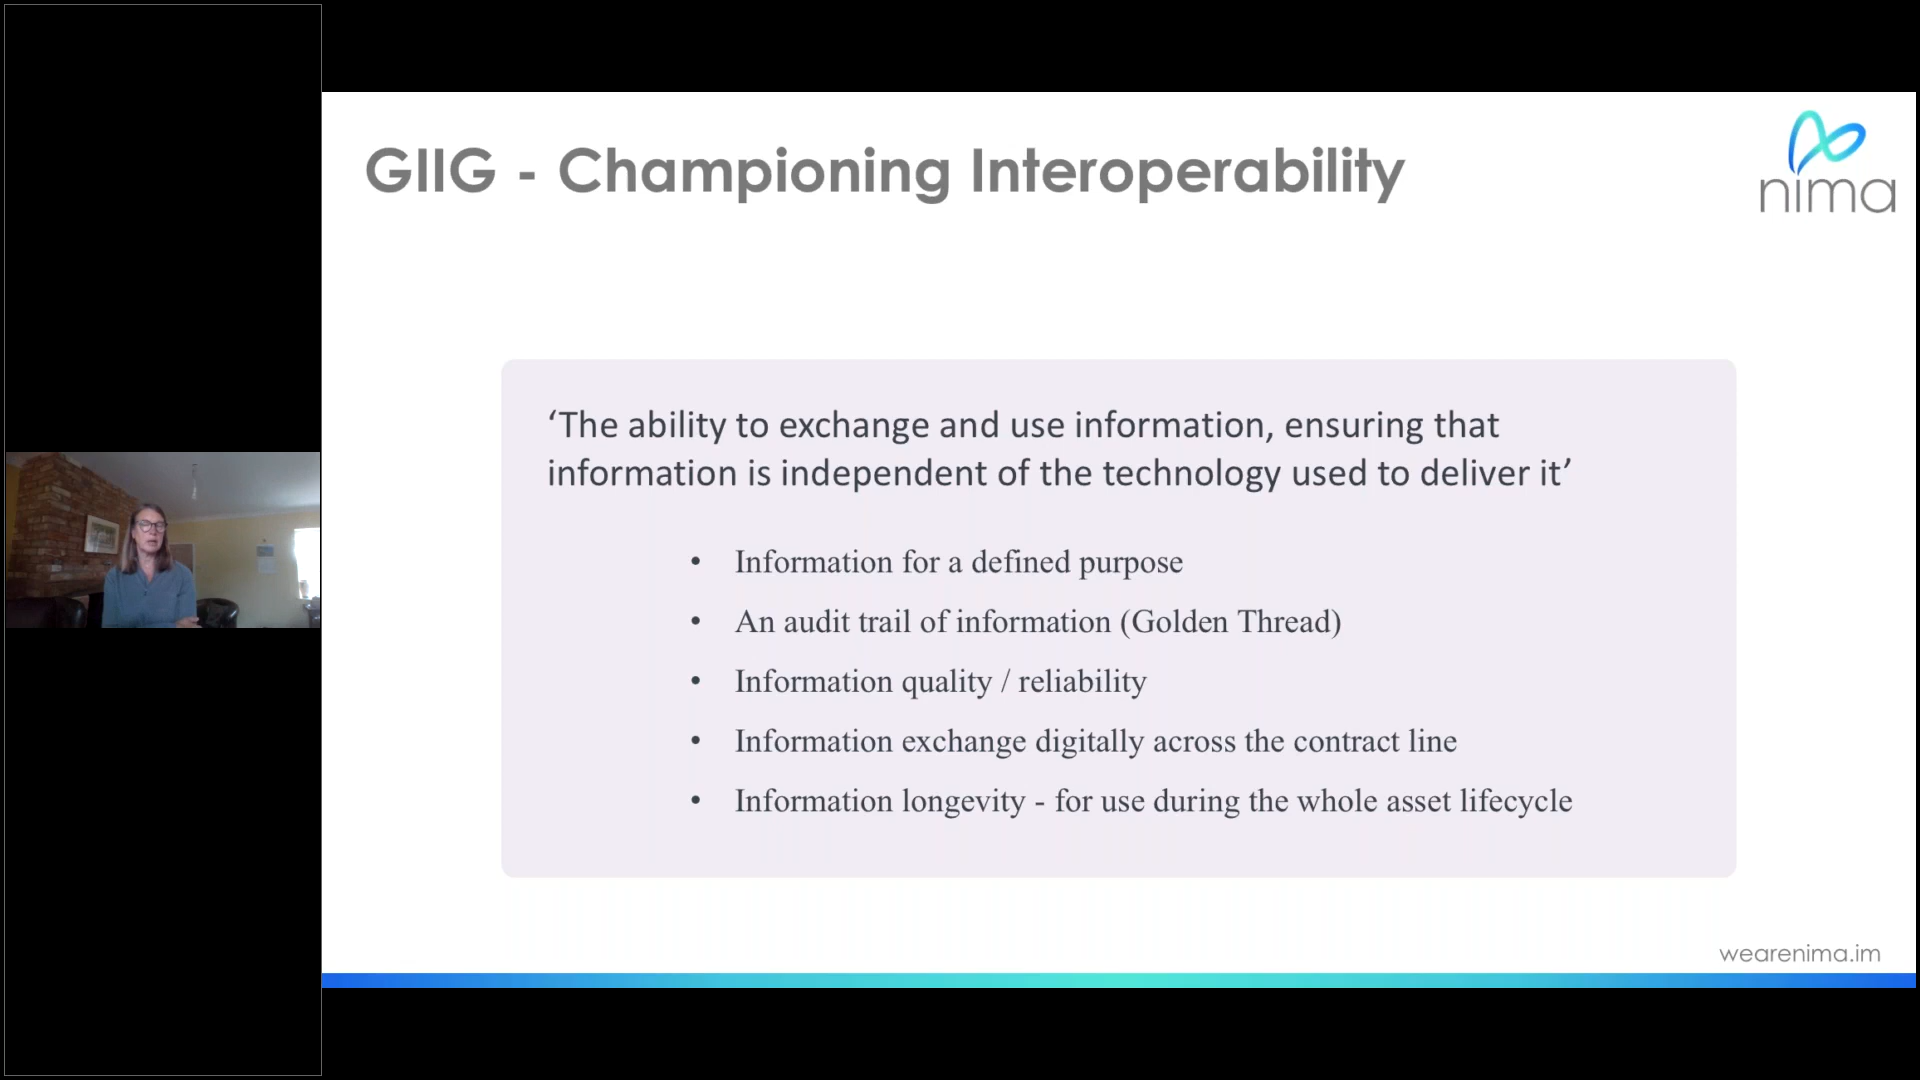 GIIG - Championing Interoperability
nima
‘The ability to exchange and use information, ensuring that
information is independent of the technology used to deliver it’
• Information for a defined purpose
• An audit trail of information (Golden Thread)
• Information quality / reliability
• Information exchange digitally across the contract line
• Information longevity - for use during the whole asset lifecycle
wearenima.im